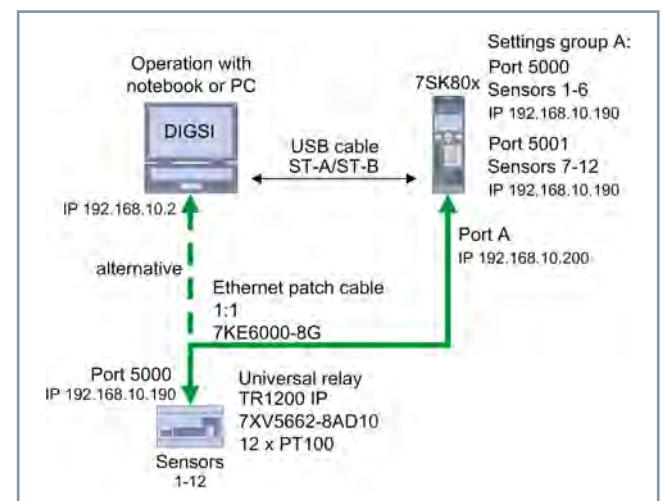 Operation with
notebook or PC
DIGSI
IP 192.168.10.2
USB cable
ST-A/ST-B
7SK80x
Settings group A:
Port 5000
Sensors 1-6
IP 192.168.10.190
Port 5001
Sensors 7-12
IP 192.168.10.190
Port A
IP 192.168.10.200
alternative
Ethernet patch cable
1:1
7KE6000-8G
Port 5000
IP 192.168.10.190
Universal relay
TR1200 IP
7XV5662-8AD10
12 x PT100
Sensors
1-12